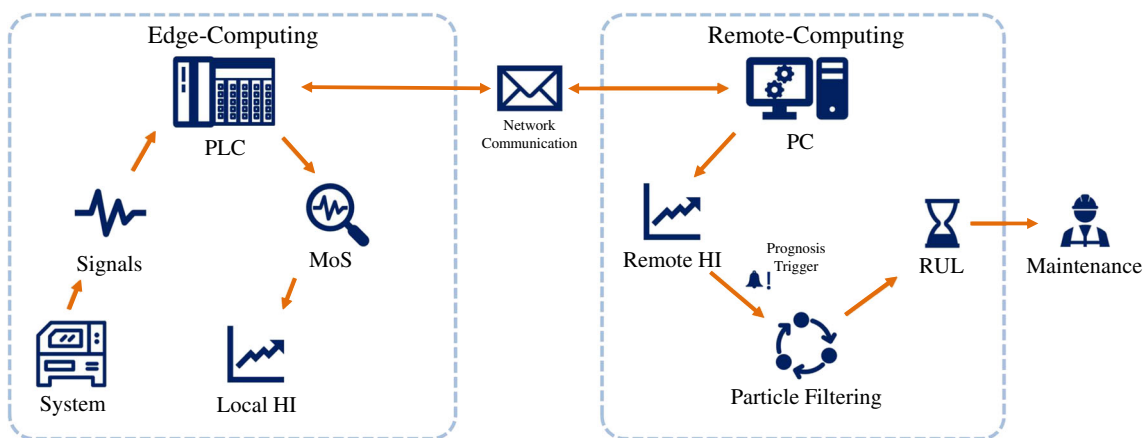 Edge-Computing
PLC
Signals
MoS
System
Local HI
Network
Communication
Remote-Computing
PC
Remote HI
Prognosis
Trigger
!
Particle Filtering
RUL
Maintenance